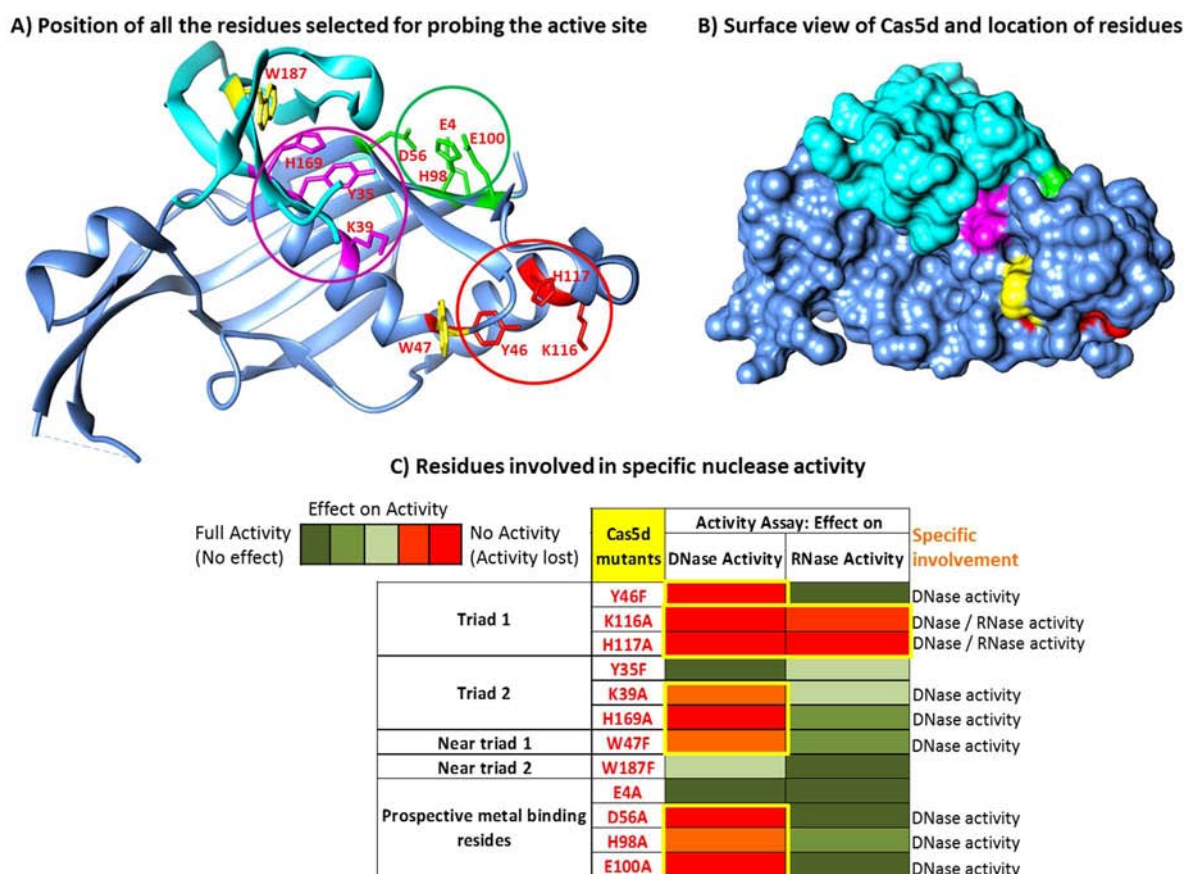 A) Position of all the residues selected for probing the active site
B) Surface view of Cas5d and location of residues
W187
H169
Y35
K39
D56
E4
E100
H98
H117
W47
Y46
K116
C) Residues involved in specific nuclease activity
Effect on Activity
Full Activity
(No effect)
No Activity
(Activity lost)
Cas5d
mutants
Activity Assay: Effect on
DNase Activity
RNase Activity
Specific
involvement
Triad 1
Y46F
DNase activity
K116A
DNase / RNase activity
H117A
DNase / RNase activity
Triad 2
Y35F
K39A
DNase activity
H169A
DNase activity
Near triad 1
W47F
DNase activity
Near triad 2
W187F
Prospective metal binding
resides
E4A
D56A
DNase activity
H98A
DNase activity
E100A
DNase activity